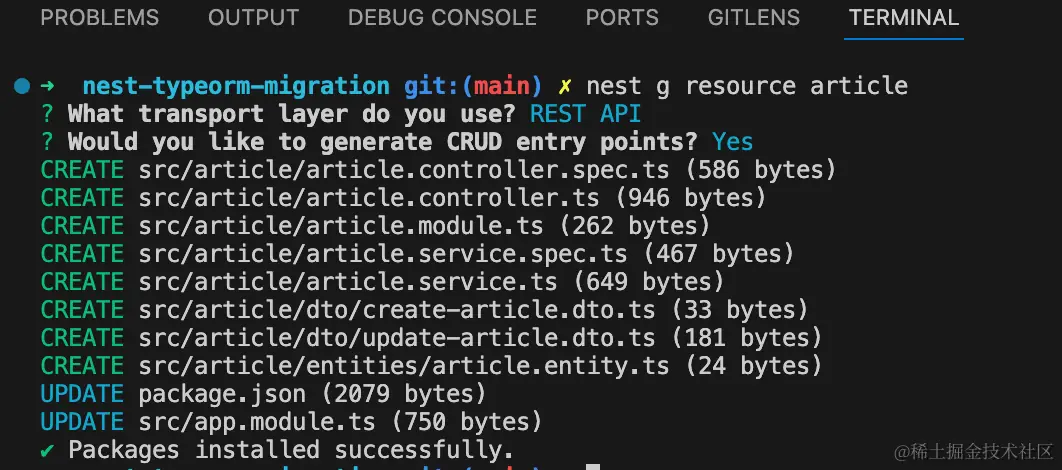 PROBLEMS OUTPUT DEBUG CONSOLE PORTS GITLENS TERMINAL
➜ nest-typeorm-migration git:(main) ✗ nest g resource article
? What transport layer do you use? REST API
? Would you like to generate CRUD entry points? Yes
CREATE src/article/article.controller.spec.ts (586 bytes)
CREATE src/article/article.controller.ts (946 bytes)
CREATE src/article/article.module.ts (262 bytes)
CREATE src/article/article.service.spec.ts (467 bytes)
CREATE src/article/article.service.ts (649 bytes)
CREATE src/article/dto/create-article.dto.ts (33 bytes)
CREATE src/article/dto/update-article.dto.ts (181 bytes)
CREATE src/article/entities/article.entity.ts (24 bytes)
UPDATE package.json (2079 bytes)
UPDATE src/app.module.ts (750 bytes)
✔ Packages installed successfully.
@稀土掘金技术社区